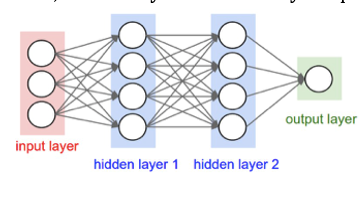 output layer
input layer
hidden layer 1
hidden layer 2